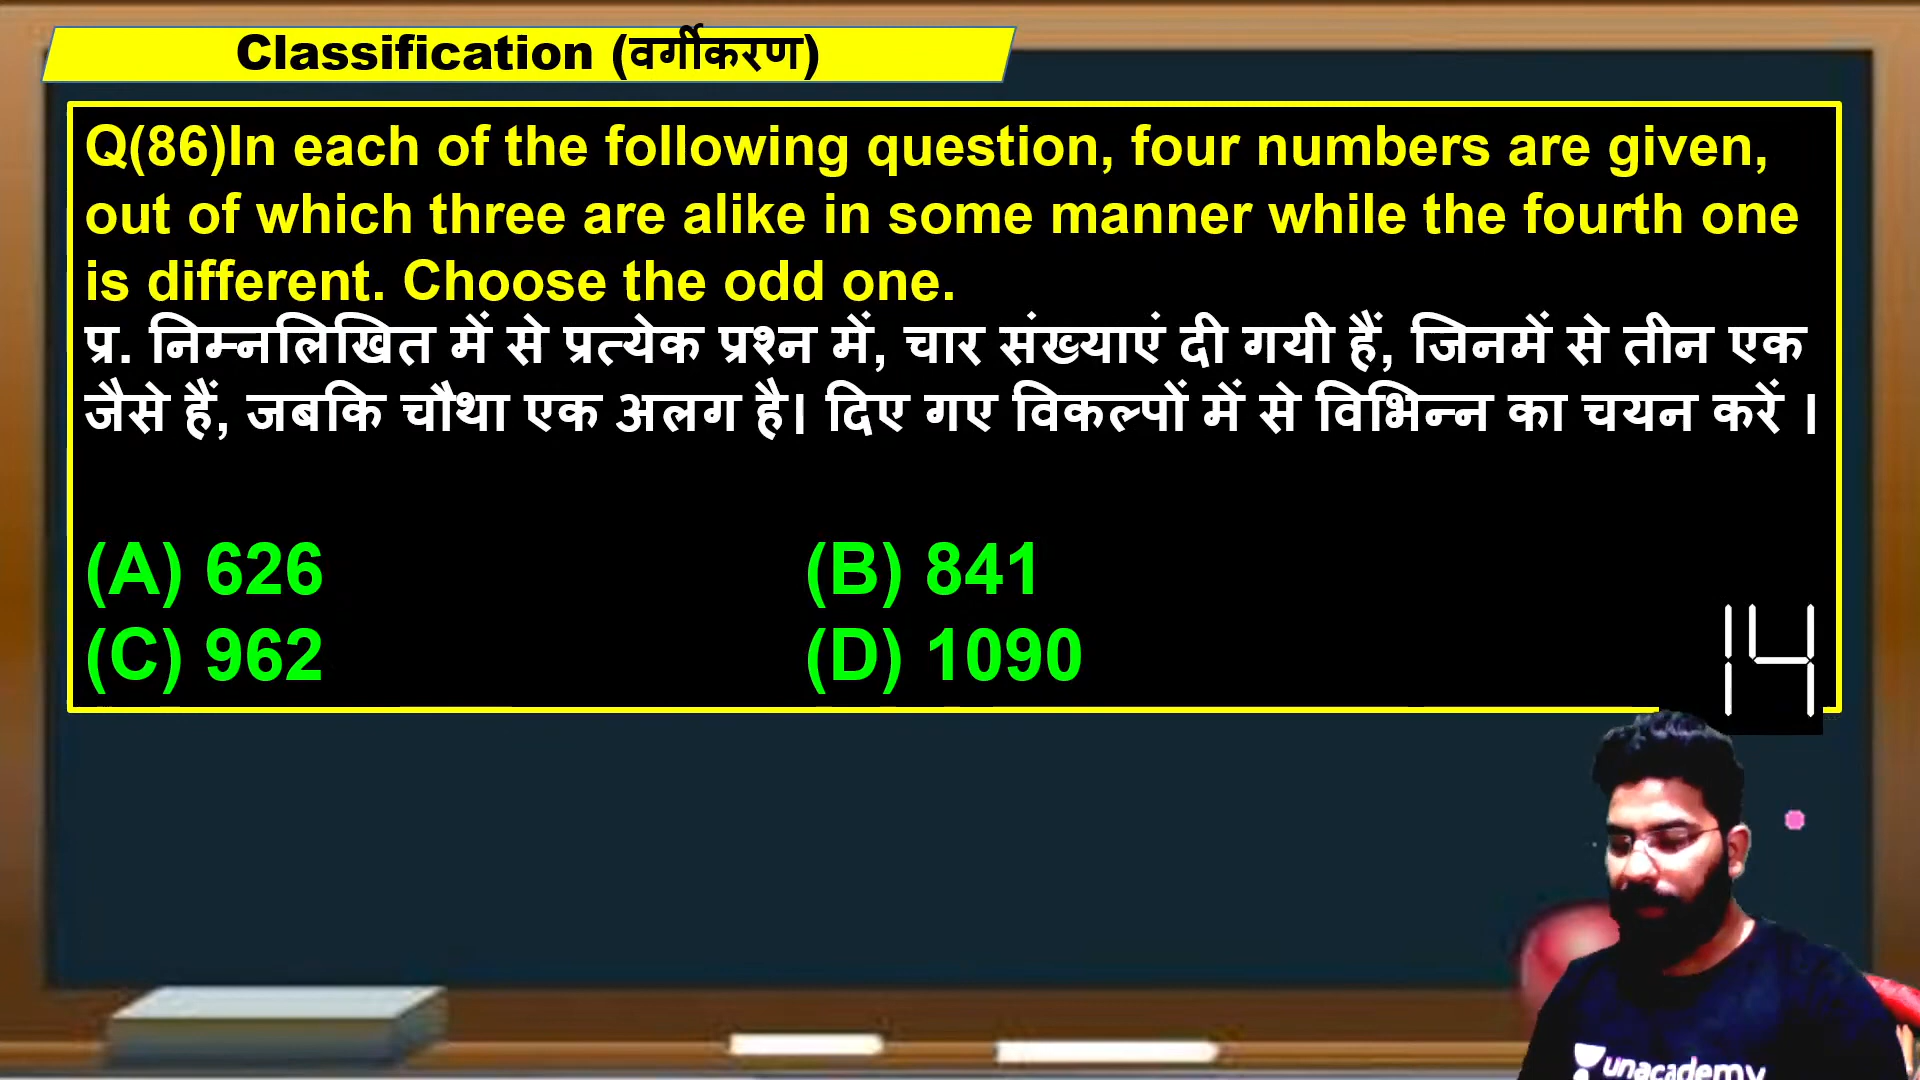 Classification (वर्गीकरण)
Q(86)In each of the following question, four numbers are given,
out of which three are alike in some manner while the fourth one
is different. Choose the odd one.
प्र. निम्नलिखित में से प्रत्येक प्रश्न में, चार संख्याएं दी गयी हैं, जिनमें से तीन एक
जैसे हैं, जबकि चौथा एक अलग है। दिए गए विकल्पों में से विभिन्न का चयन करें ।
(A) 626 (B) 841
(C) 962 (D) 1090
14
unacademy